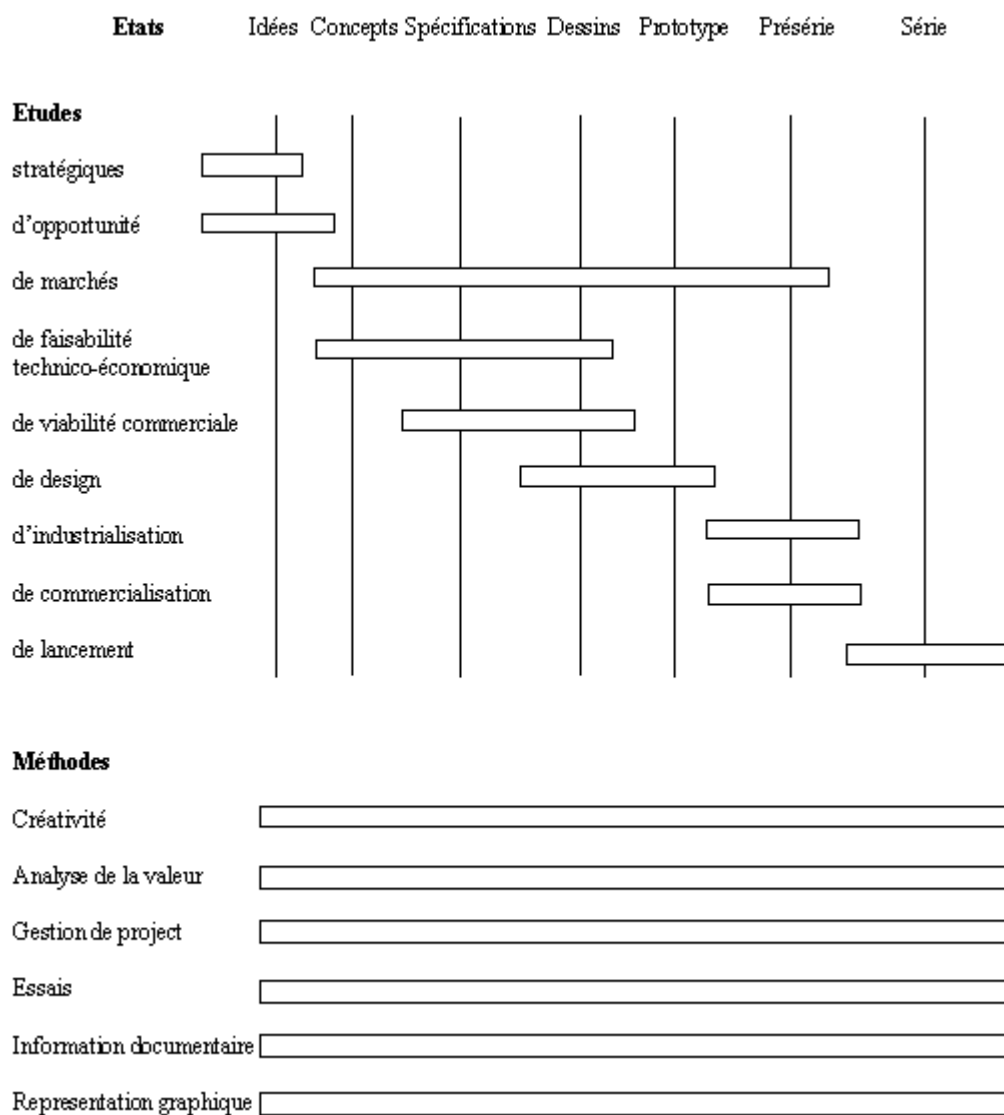 Etats Idées Concepts Spécifications Dessins Prototype Présérie Série
Etudes
stratégiques
d'opportunité
de marchés
de faisabilité
technico-économique
de viabilité commerciale
de design
d'industrialisation
de commercialisation
de lancement
Méthodes
Créativité
Analyse de la valeur
Gestion de project
Essais
Information documentaire
Representation graphique